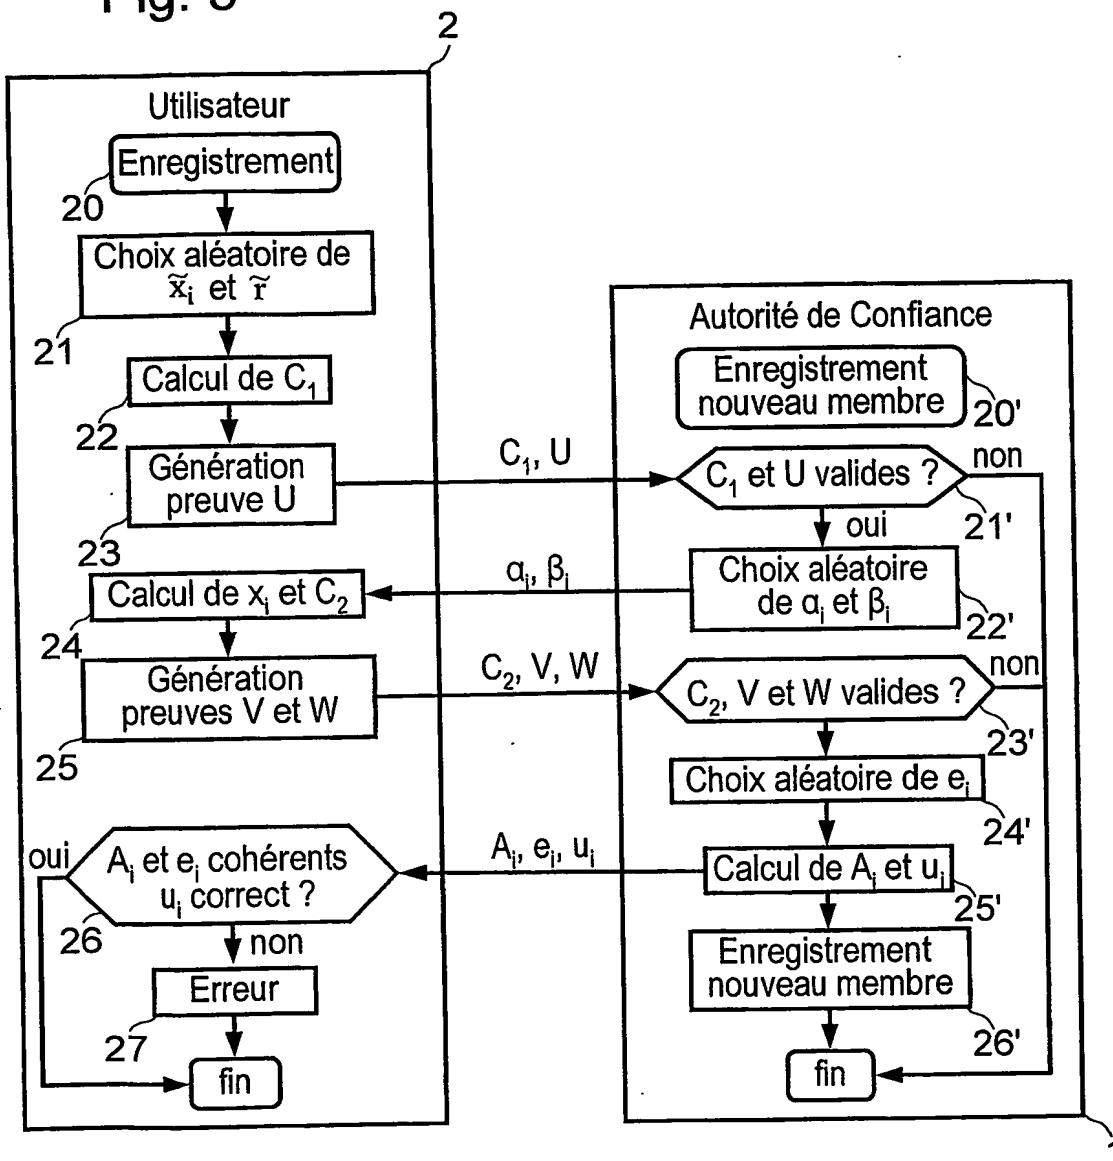 2
Utilisateur
Enregistrement
20
Choix aléatoire de
x̃i et r̃
21
Calcul de C1
22
Génération
preuve U
23
C1, U
αi, βi
Calcul de xi et C2
24
Génération
preuves V et W
25
C2, V, W
oui
Ai et ei cohérents
ui correct ?
26
non
Erreur
27
fin
Ai, ei, ui
Autorité de Confiance
Enregistrement
nouveau membre
20'
C1 et U valides ?
non
21'
oui
Choix aléatoire
de αi et βi
22'
C2, V et W valides ?
non
23'
Choix aléatoire de ei
24'
Calcul de Ai et ui
25'
Enregistrement
nouveau membre
26'
fin